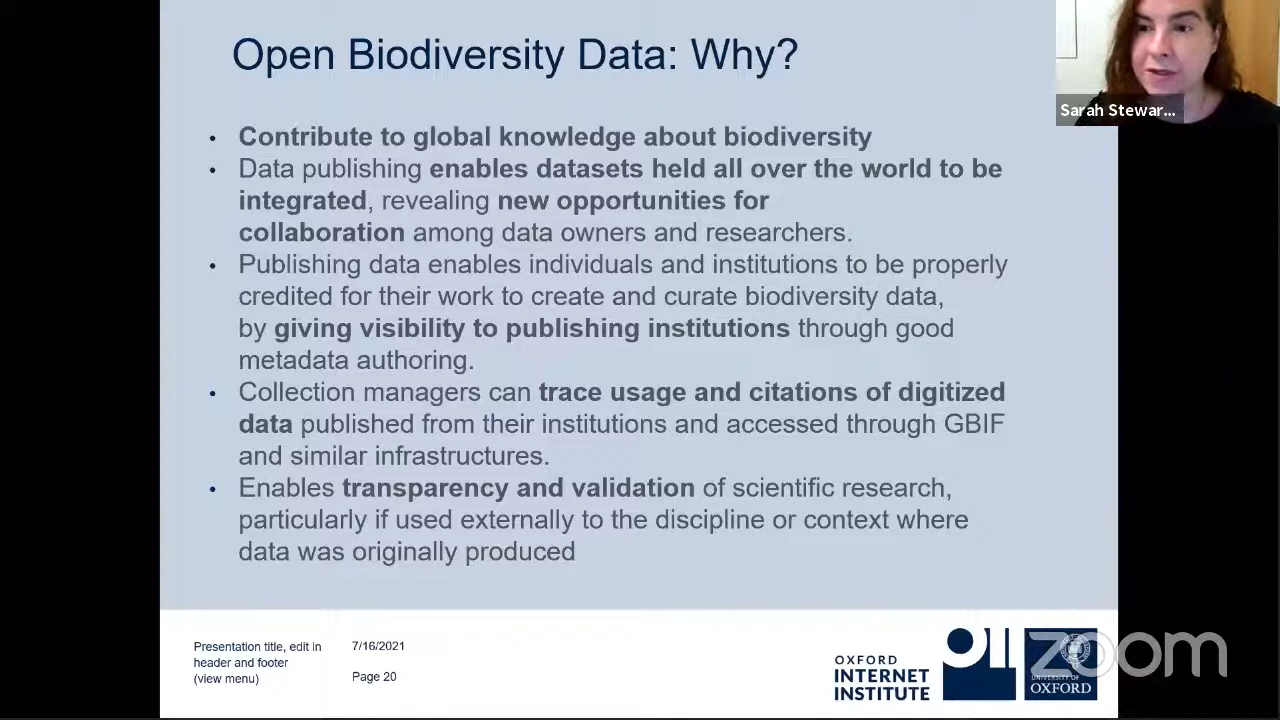 Open Biodiversity Data: Why?
Sarah Stewar...
• Contribute to global knowledge about biodiversity
• Data publishing enables datasets held all over the world to be
integrated, revealing new opportunities for
collaboration among data owners and researchers.
• Publishing data enables individuals and institutions to be properly
credited for their work to create and curate biodiversity data,
by giving visibility to publishing institutions through good
metadata authoring.
• Collection managers can trace usage and citations of digitized
data published from their institutions and accessed through GBIF
and similar infrastructures.
• Enables transparency and validation of scientific research,
particularly if used externally to the discipline or context where
data was originally produced
Presentation title, edit in
header and footer
(view menu)
7/16/2021
Page 20
OXFORD
INTERNET
INSTITUTE
OII
UNIVERSITY OF
OXFORD
zoom